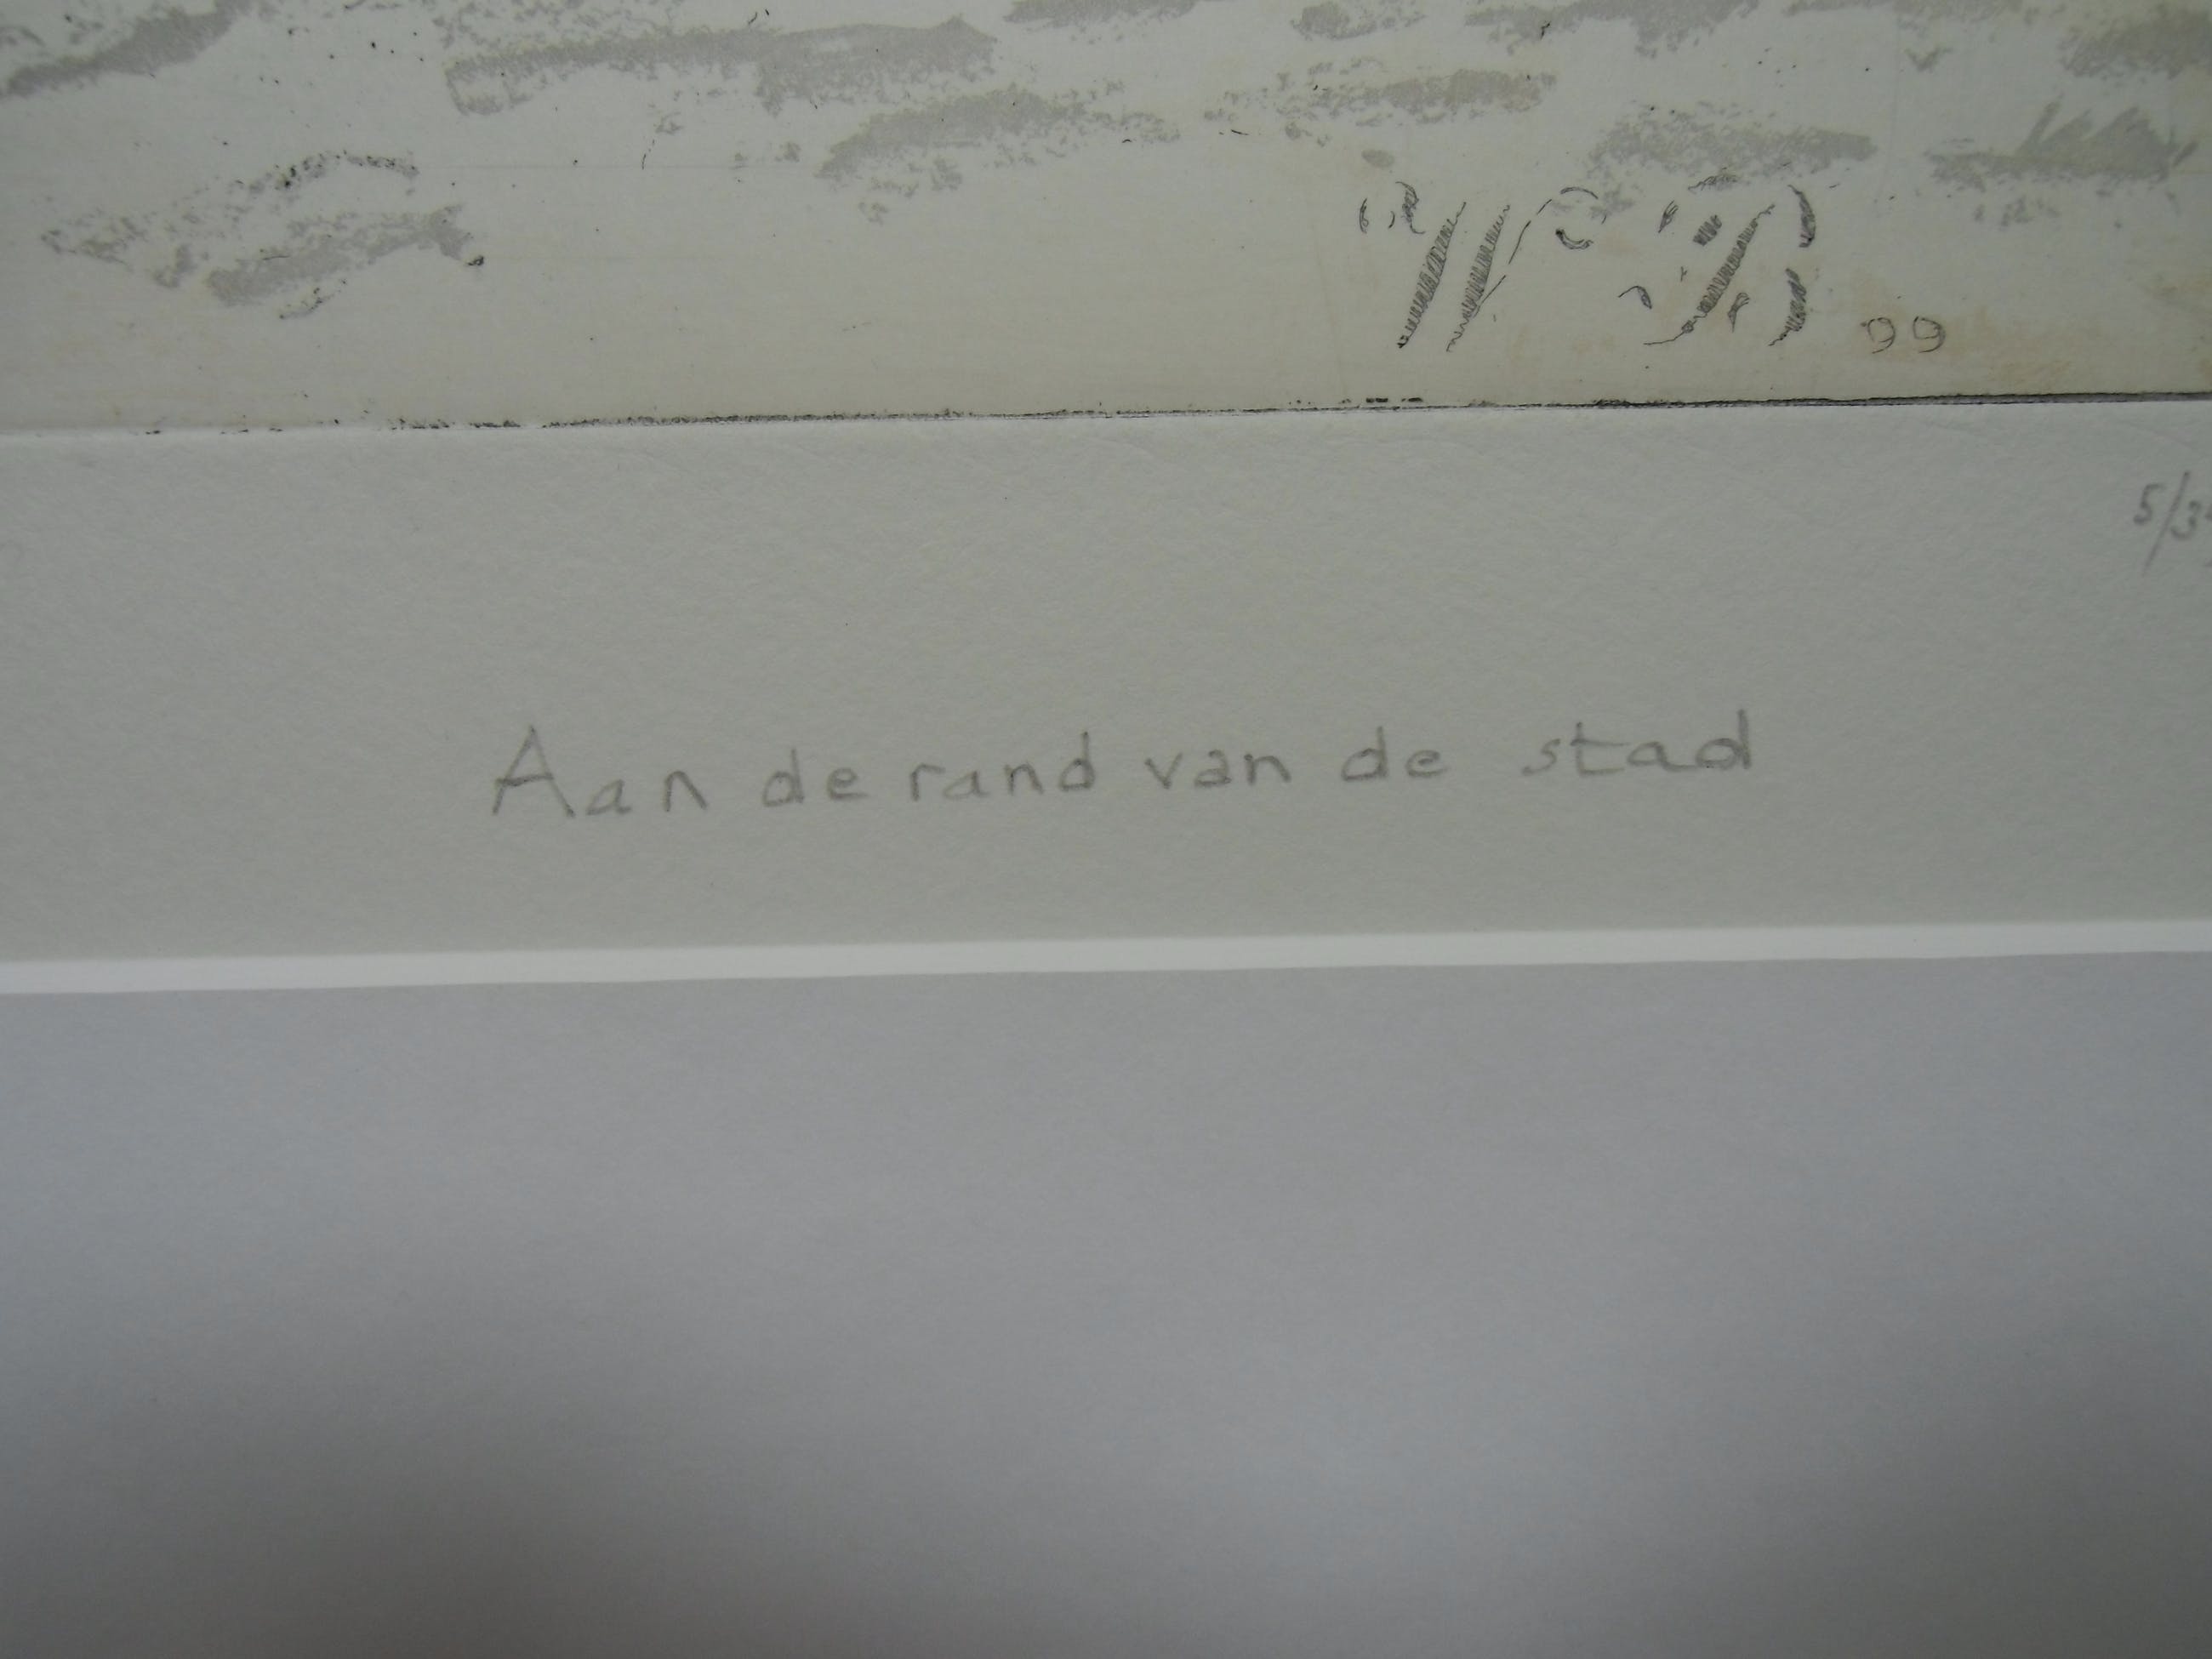 99
5/3
Aan de rand van de stad